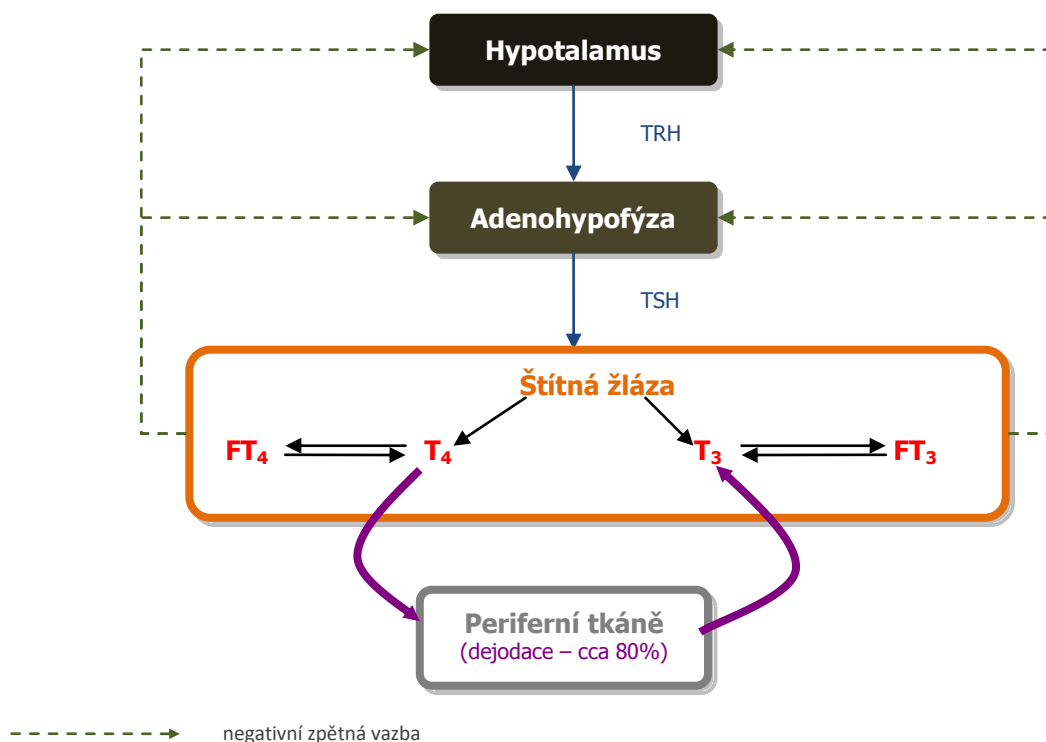 Hypotalamus
TRH
Adenohypofýza
TSH
Štítná žláza
FT₄ T₄ T₃ FT₃
Periferní tkáně
(dejodace – cca 80%)
negativní zpětná vazba